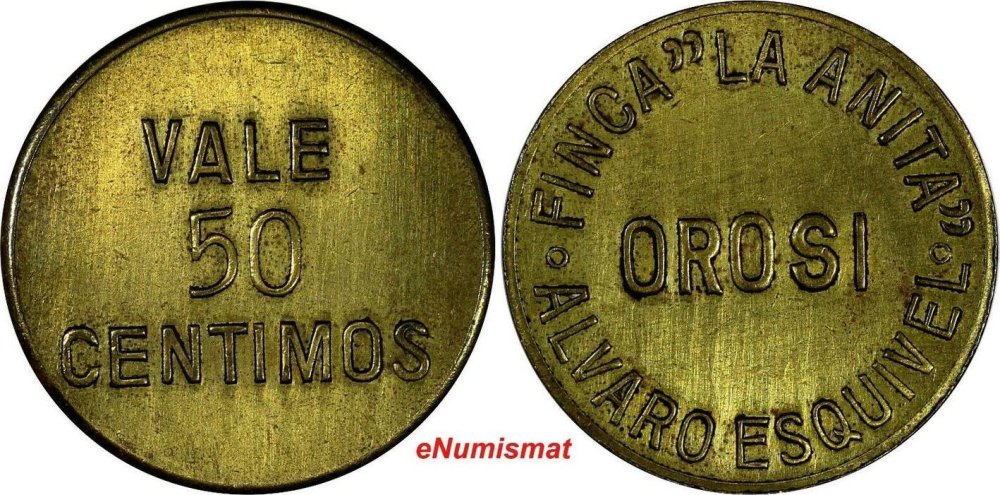 VALE
50
CENTIMOS
FINCA "LA ANITA"
OROSI
ALVARO ESQUIVEL
eNumismat